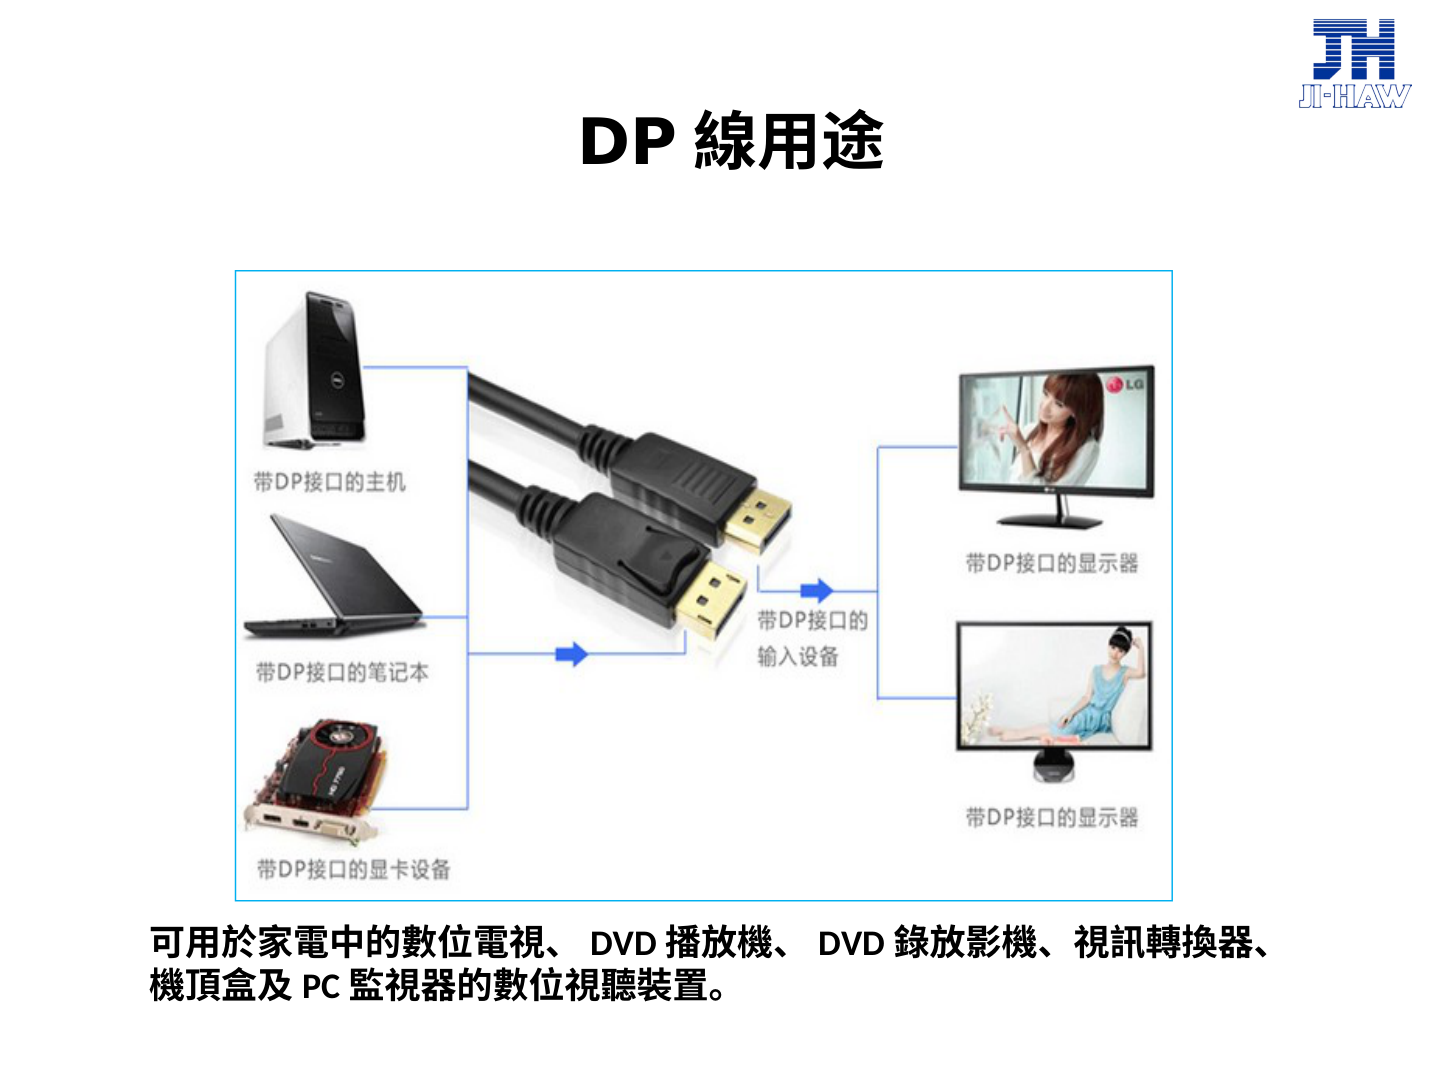 JH
JI-HAW
DP 線用途
LG
带DP接口的主机
带DP接口的显示器
带DP接口的
输入设备
带DP接口的笔记本
HD 7750
带DP接口的显示器
带DP接口的显卡设备
可用於家電中的數位電視、 DVD 播放機、 DVD 錄放影機、視訊轉換器、
機頂盒及 PC 監視器的數位視聽裝置。